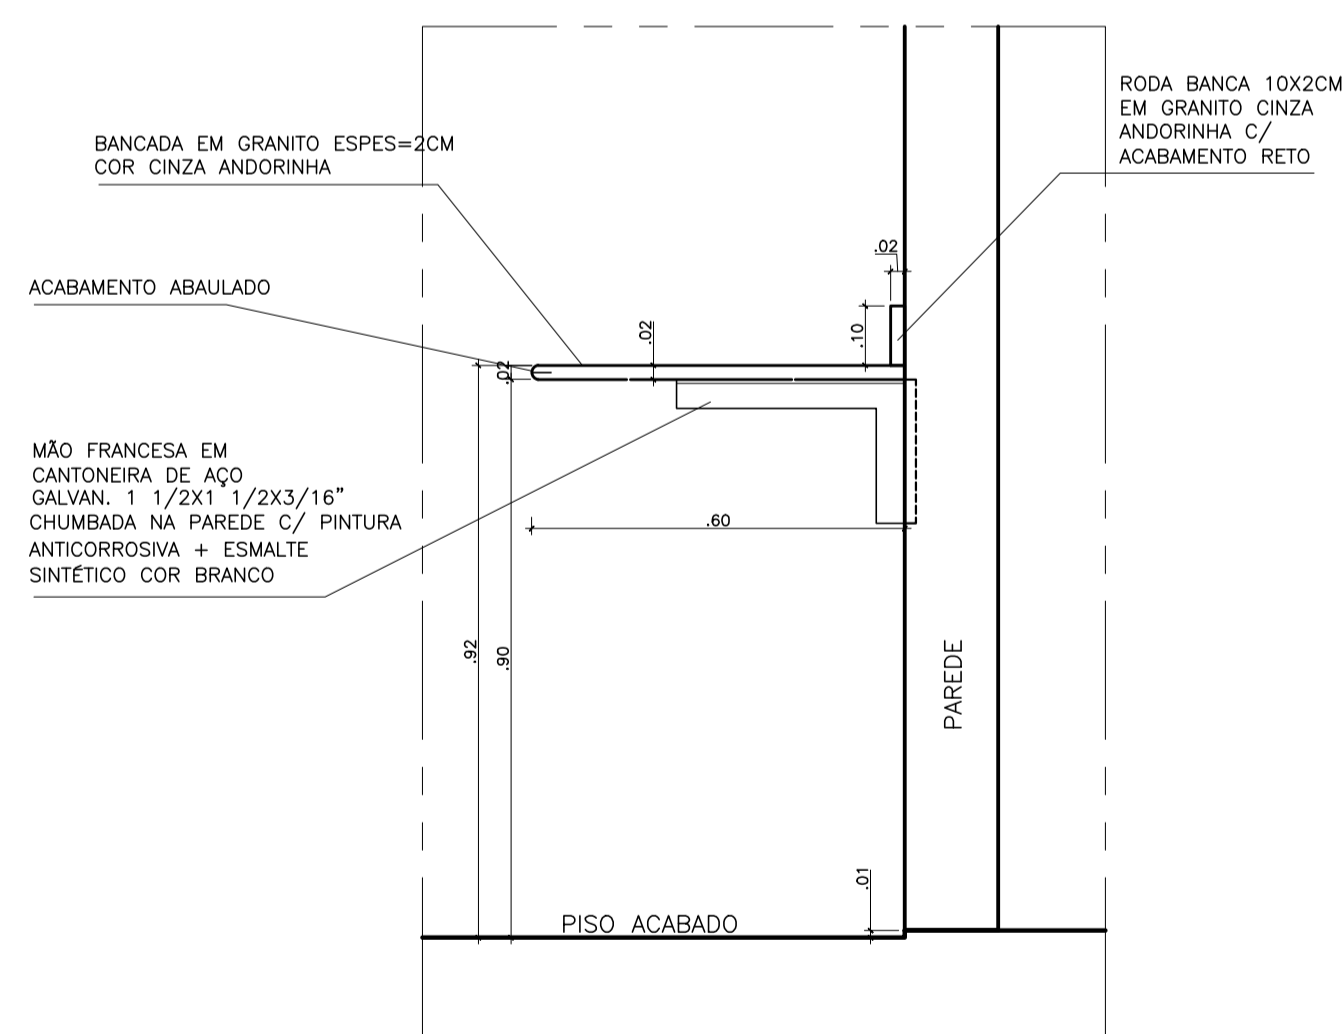 RODA BANCA 10X2CM
EM GRANITO CINZA
ANDORINHA C/
ACABAMENTO RETO
BANCADA EM GRANITO ESPES=2CM
COR CINZA ANDORINHA
.02
ACABAMENTO ABAULADO
.02
.10
.02
MÃO FRANCESA EM
CANTONEIRA DE AÇO
GALVAN. 1 1/2X1 1/2X3/16"
CHUMBADA NA PAREDE C/ PINTURA
ANTICORROSIVA + ESMALTE
SINTÉTICO COR BRANCO
.60
.92
.90
PAREDE
.01
PISO ACABADO